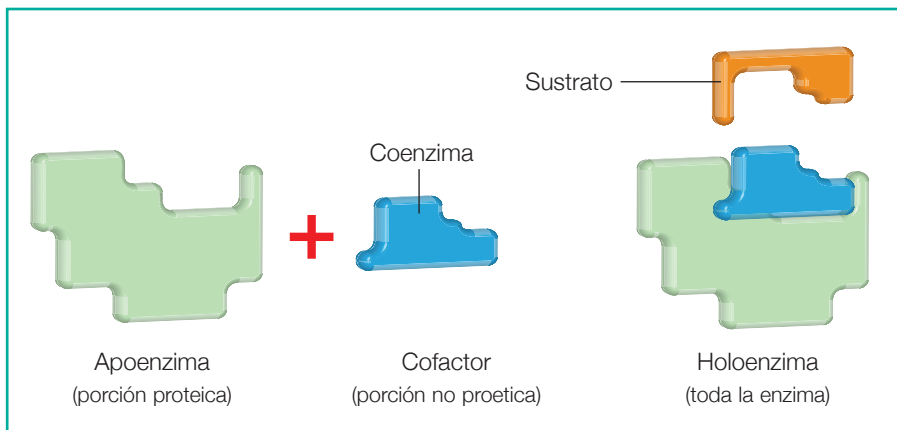 Sustrato
Coenzima
Apoenzima
(porción proteica)
Cofactor
(porción no proetica)
Holoenzima
(toda la enzima)